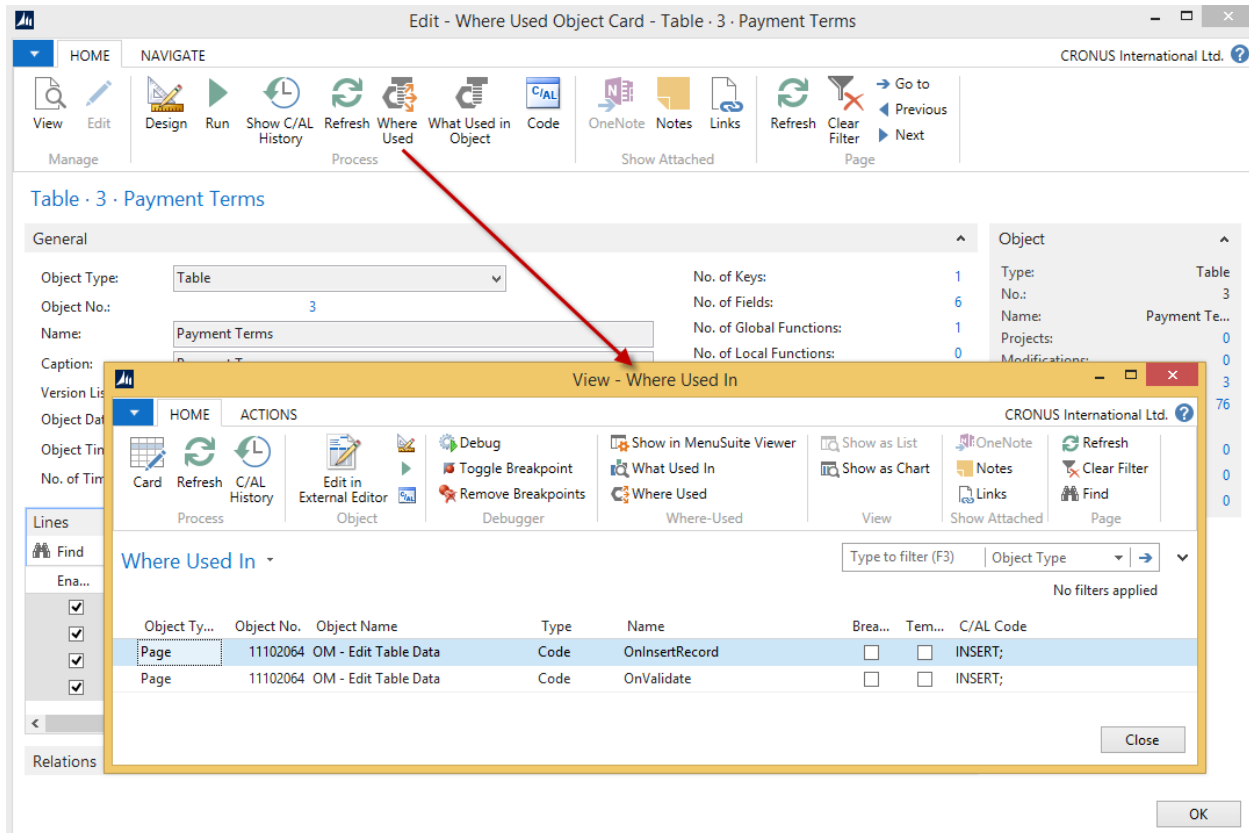 Edit - Where Used Object Card - Table · 3 · Payment Terms
HOME NAVIGATE CRONUS International Ltd.
View Edit Design Run Show C/AL History Refresh Where Used What Used in Object C/AL Code OneNote Notes Links Refresh Clear Filter Go to
Previous
Next
Manage Process Show Attached Page
Table · 3 · Payment Terms
General
Object Type: Table
Object No.: 3
Name: Payment Terms
Caption:
Version Lis
Object Dat
Object Tim
No. of Tim
No. of Keys: 1
No. of Fields: 6
No. of Global Functions: 1
No. of Local Functions: 0
Object
Type: Table
No.: 3
Name: Payment Te...
Projects: 0
Modifications: 0
3
76
0
0
0
Lines
Find
Ena...
Relations
View - Where Used In
HOME ACTIONS CRONUS International Ltd.
Card Refresh C/AL History
Process
Edit in External Editor C/AL
Object
Debug
Toggle Breakpoint
Remove Breakpoints
Debugger
Show in MenuSuite Viewer
What Used In
Where Used
Where-Used
Show as List
Show as Chart
View
OneNote
Notes
Links
Show Attached
Refresh
Clear Filter
Find
Page
Where Used In
Type to filter (F3) Object Type
No filters applied
Object Ty... Object No. Object Name Type Name Brea... Tem... C/AL Code
Page 11102064 OM - Edit Table Data Code OnInsertRecord INSERT;
Page 11102064 OM - Edit Table Data Code OnValidate INSERT;
Close
OK